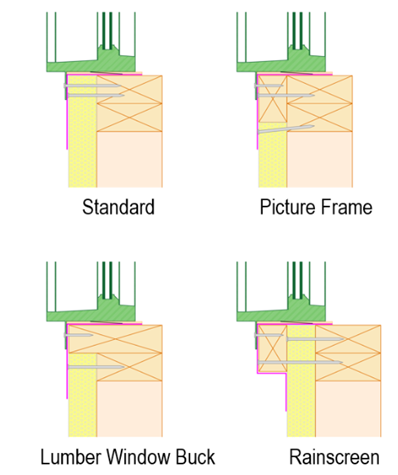 Standard
Picture Frame
Lumber Window Buck
Rainscreen